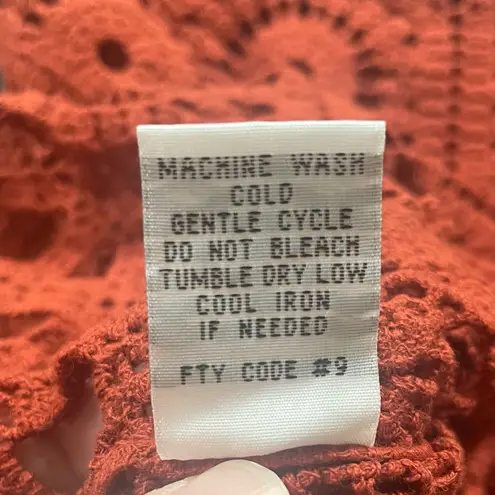 MACHINE WASH
COLD
GENTLE CYCLE
DO NOT BLEACH
TUMBLE DRY LOW
COOL IRON
IF NEEDED
FTY CODE #9